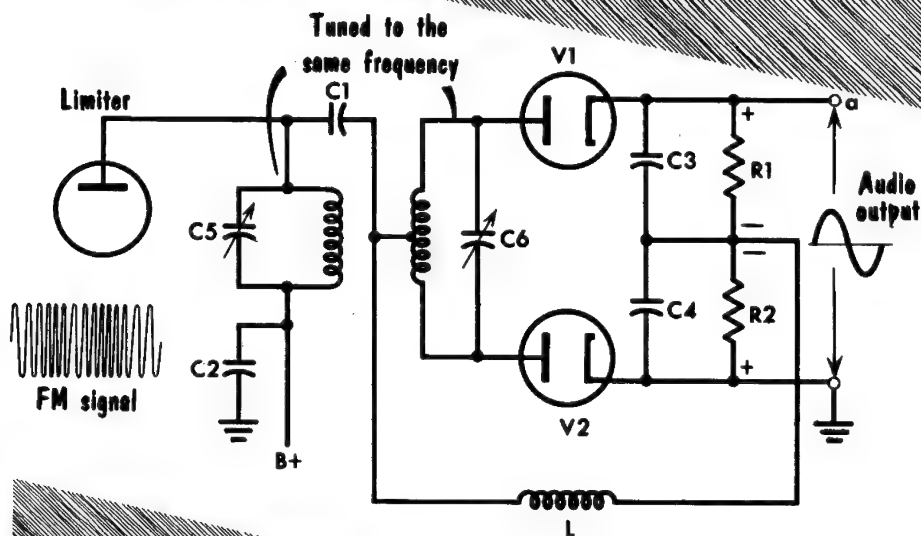 Tuned to the
same frequency
Limiter
C1
V1
a
+
C3
R1
Audio
output
C5
C6
−
−
C4
R2
C2
+
FM signal
V2
B+
L